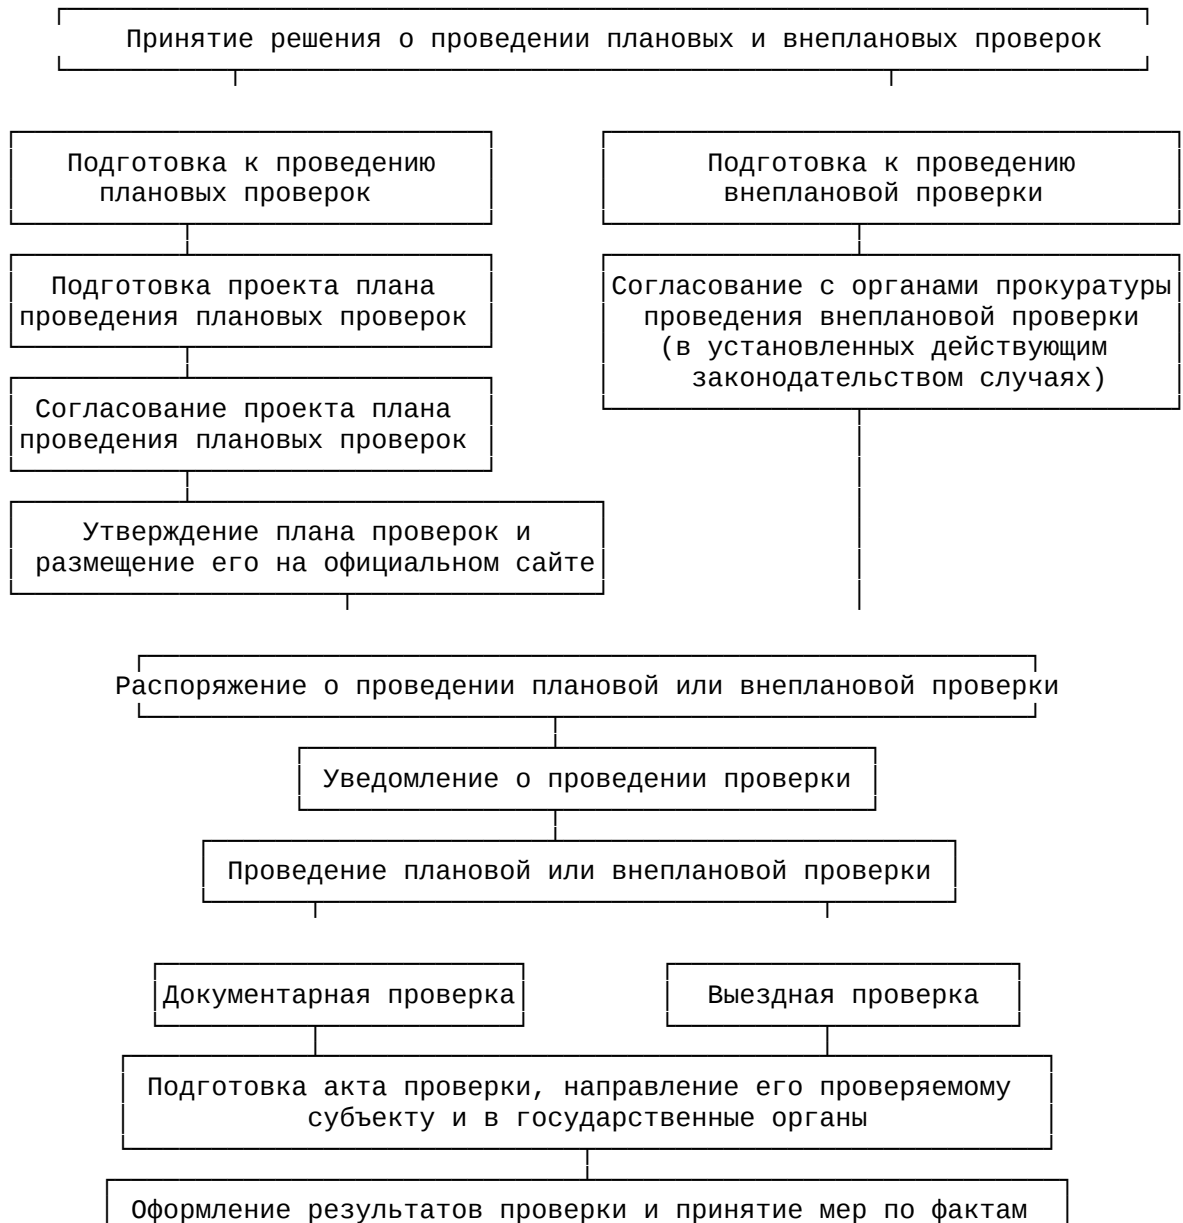 Принятие решения о проведении плановых и внеплановых проверок
Подготовка к проведению
плановых проверок
Подготовка к проведению
внеплановой проверки
Подготовка проекта плана
проведения плановых проверок
Согласование с органами прокуратуры
проведения внеплановой проверки
(в установленных действующим
законодательством случаях)
Согласование проекта плана
проведения плановых проверок
Утверждение плана проверок и
размещение его на официальном сайте
Распоряжение о проведении плановой или внеплановой проверки
Уведомление о проведении проверки
Проведение плановой или внеплановой проверки
Документарная проверка
Выездная проверка
Подготовка акта проверки, направление его проверяемому
субъекту и в государственные органы
Оформление результатов проверки и принятие мер по фактам